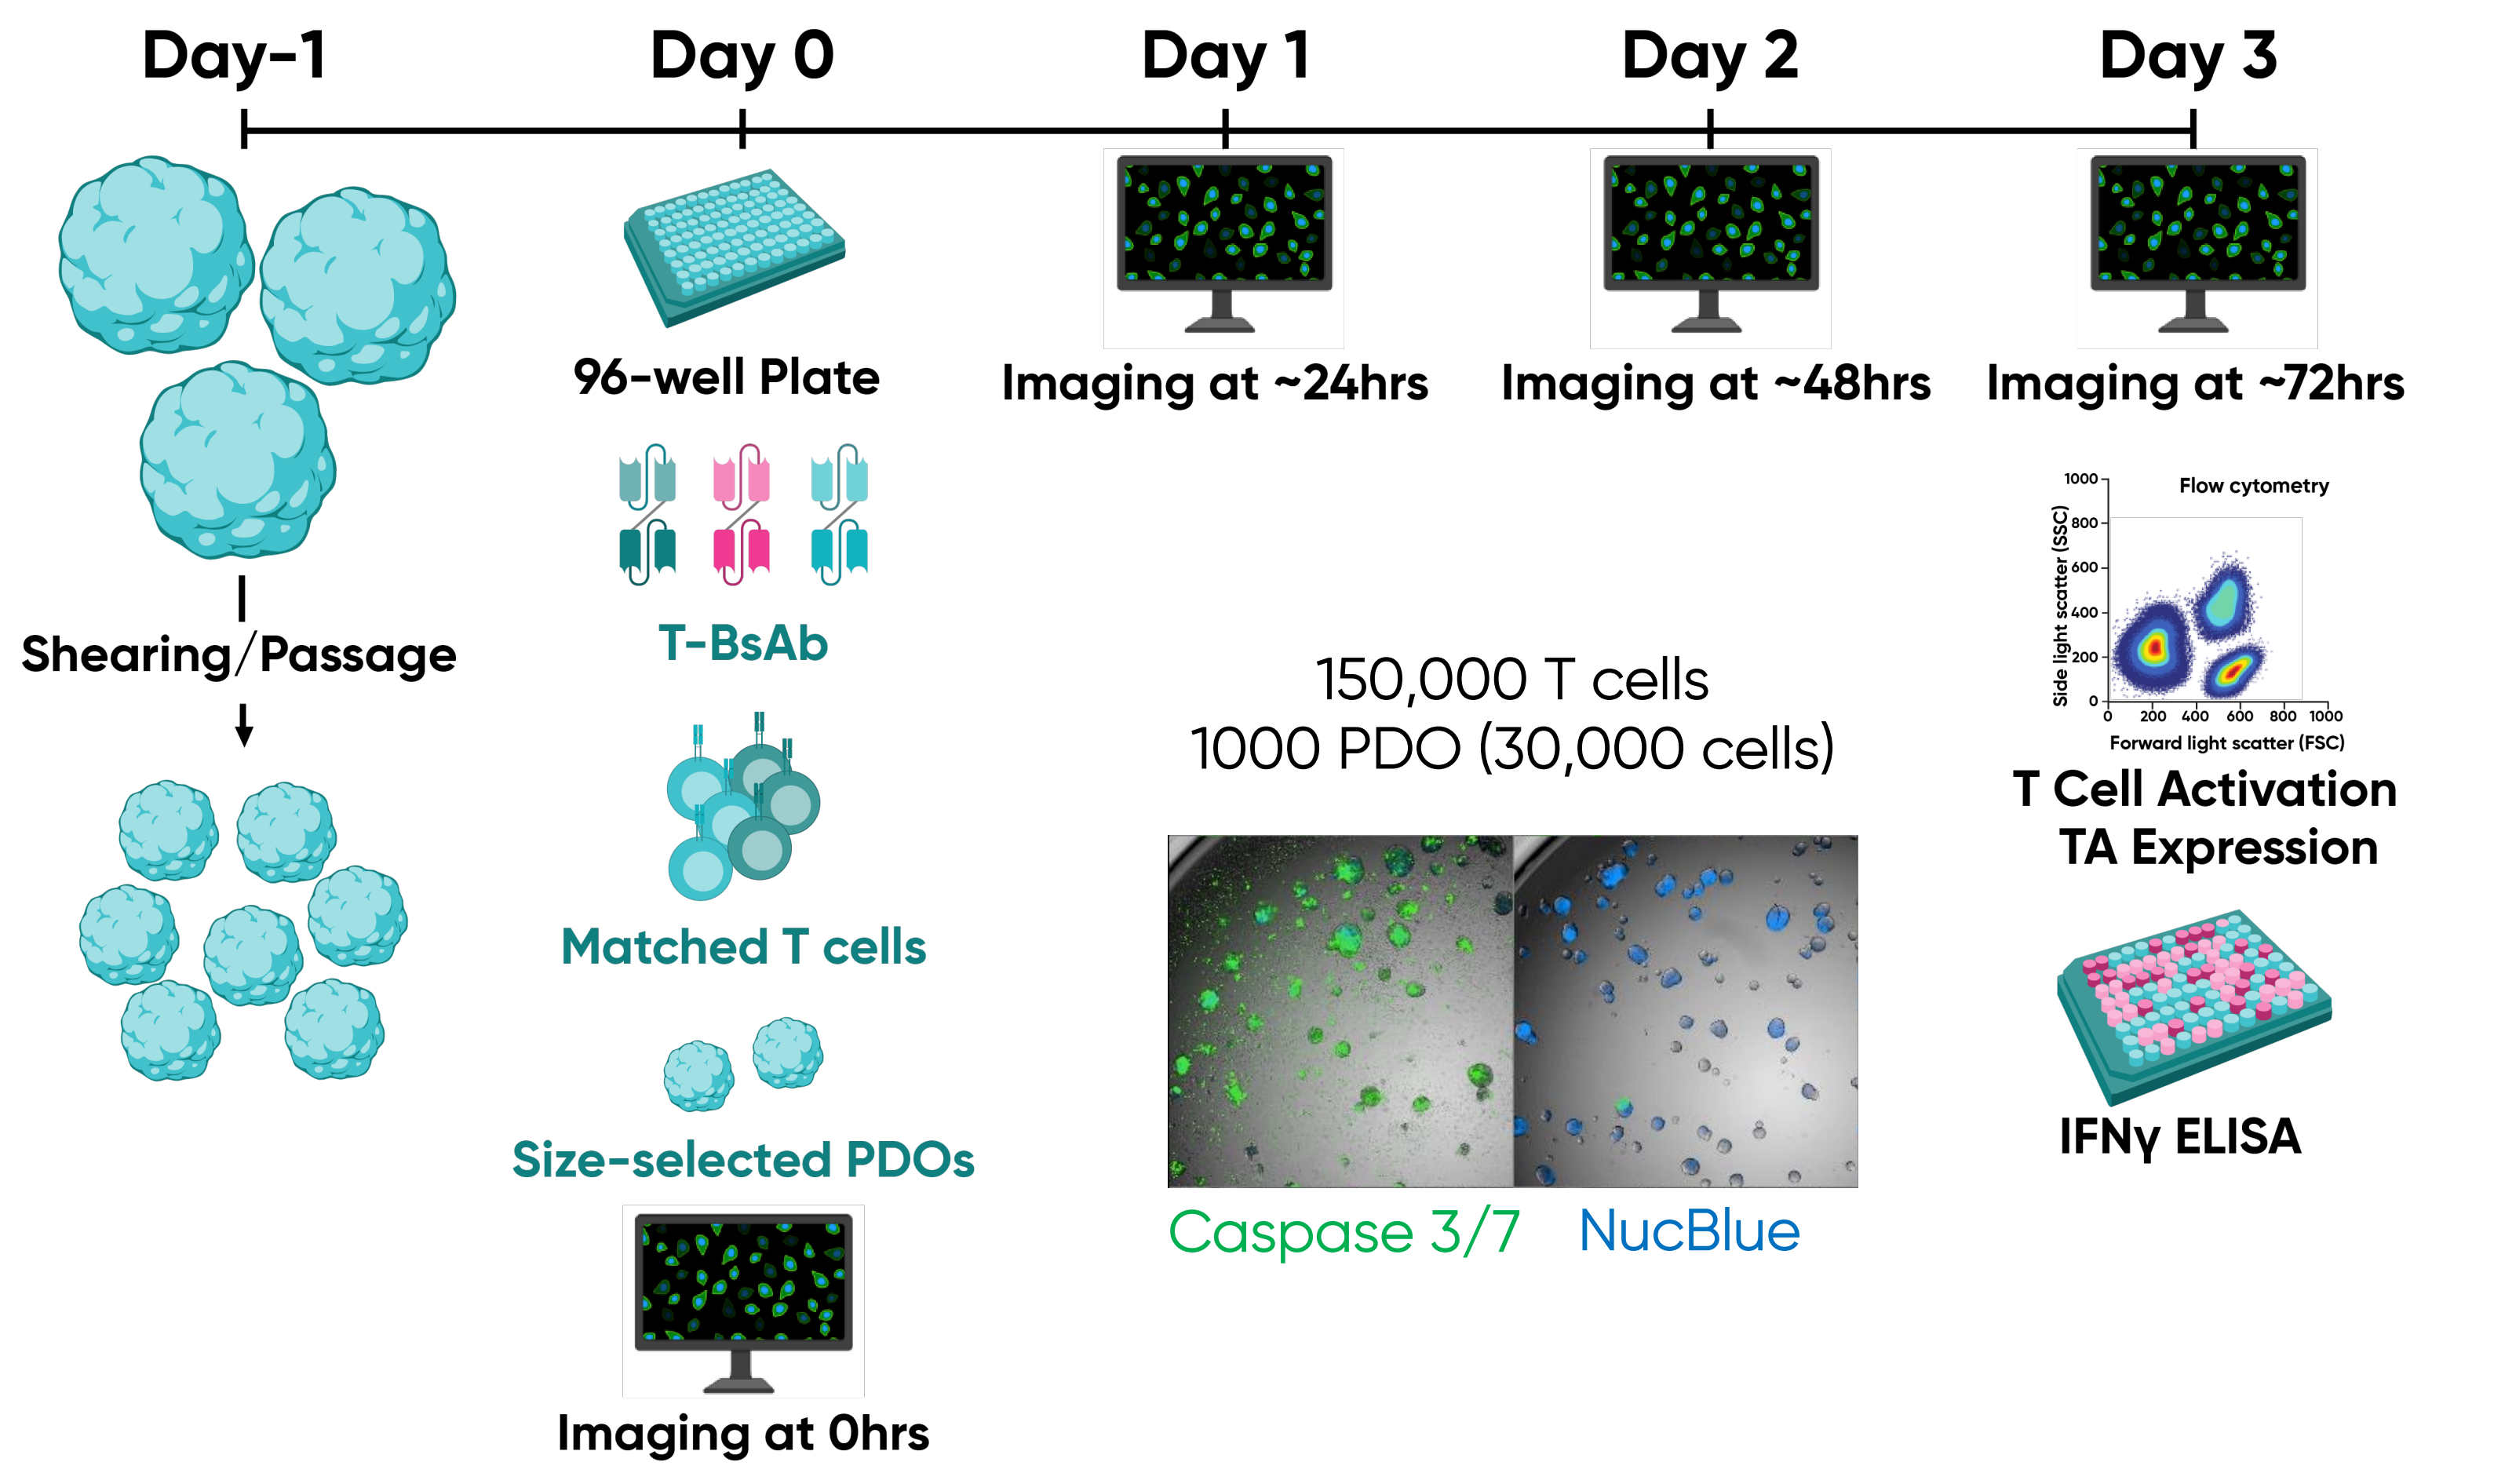 Day-1
Day 0
Day 1
Day 2
Day 3
Shearing/Passage
96-well Plate
T-BsAb
Matched T cells
Size-selected PDOs
Imaging at 0hrs
Imaging at ~24hrs
Imaging at ~48hrs
Imaging at ~72hrs
150,000 T cells
1000 PDO (30,000 cells)
Caspase 3/7
NucBlue
Flow cytometry
Side light scatter (SSC)
1000
800
600
400
200
0
0 200 400 600 800 1000
Forward light scatter (FSC)
T Cell Activation
TA Expression
IFNγ ELISA